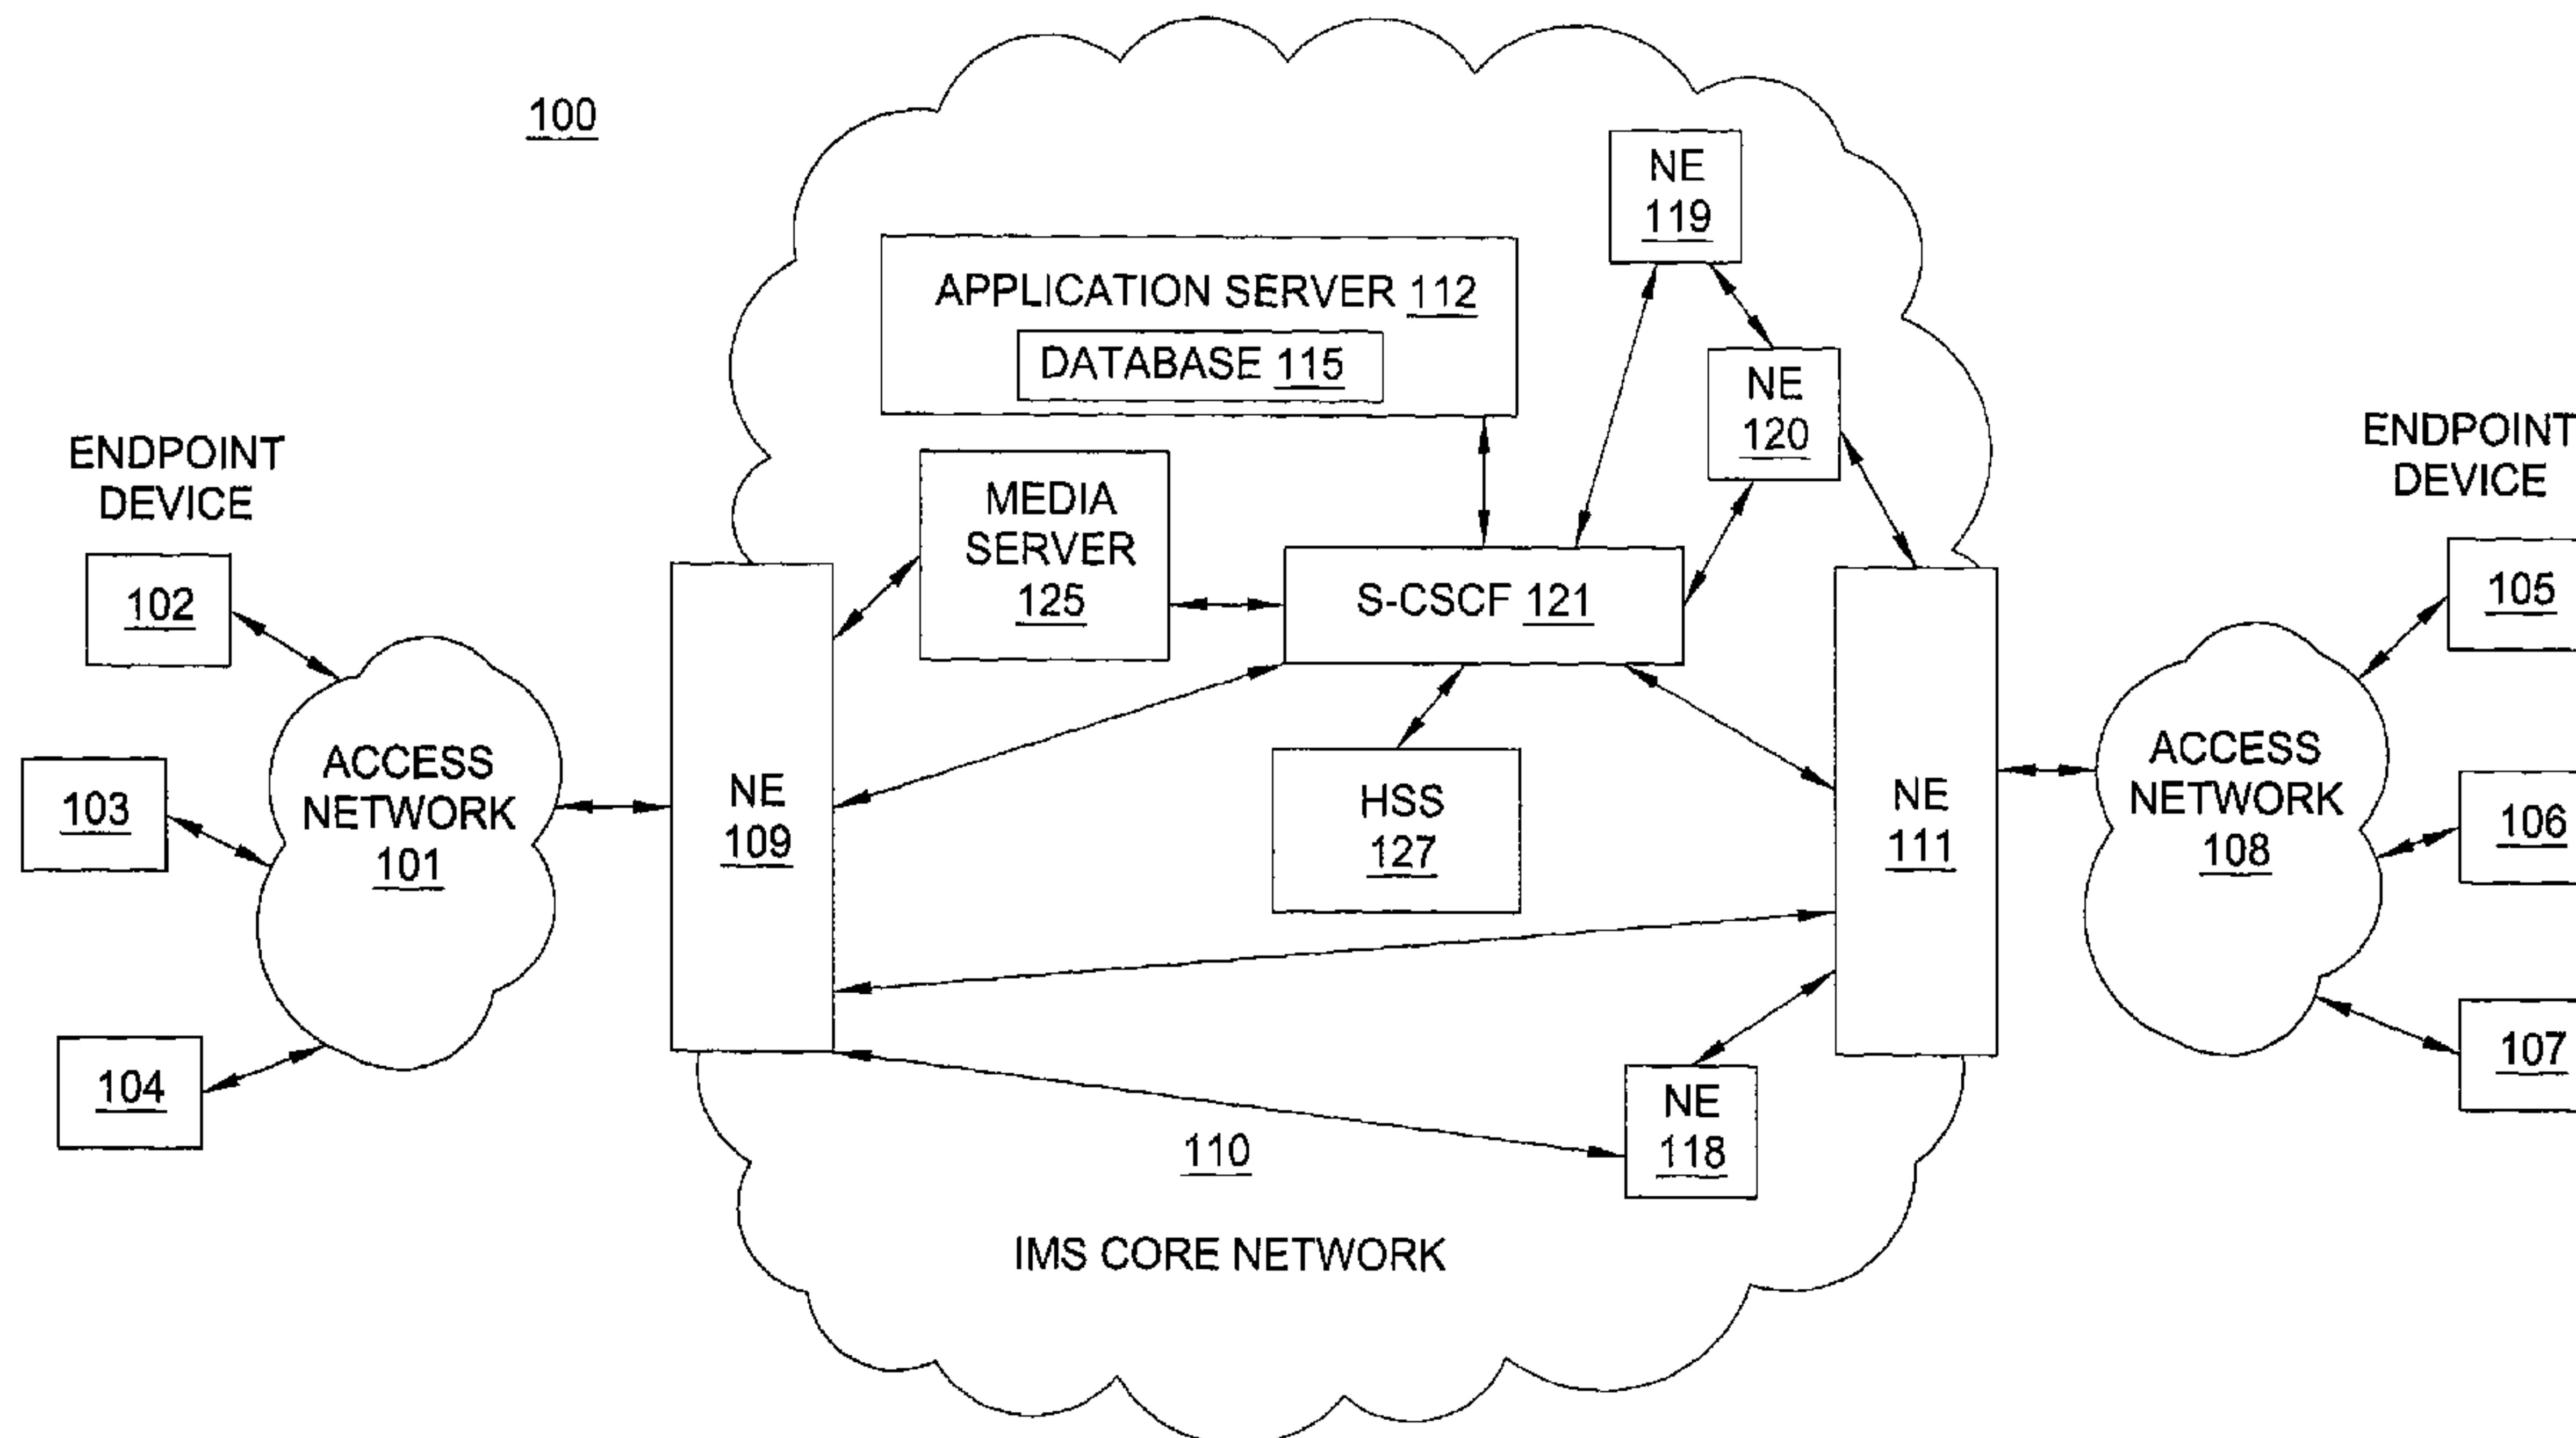 100
NE
119
APPLICATION SERVER 112
DATABASE 115
NE
120
ENDPOINT
DEVICE
ENDPOINT
DEVICE
MEDIA
SERVER
125
S-CSCF 121
102
105
ACCESS
NETWORK
101
103
NE
109
HSS
127
NE
111
ACCESS
NETWORK
108
106
104
107
NE
118
110
IMS CORE NETWORK